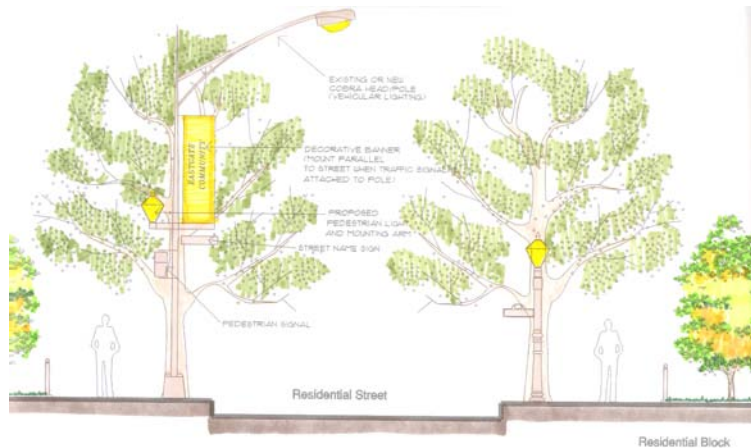 EXISTING OR NEW
COBRA HEAD/POLE
(VEHICULAR LIGHTING)
DECORATIVE BANNER
(MOUNT PARALLEL
TO STREET WHEN TRAFFIC SIGNAL
ATTACHED TO POLE)
EASTGATE
COMMUNITY
PROPOSED
PEDESTRIAN LIGHT
AND MOUNTING ARM
STREET NAME SIGN
PEDESTRIAN SIGNAL
Residential Street
Residential Block